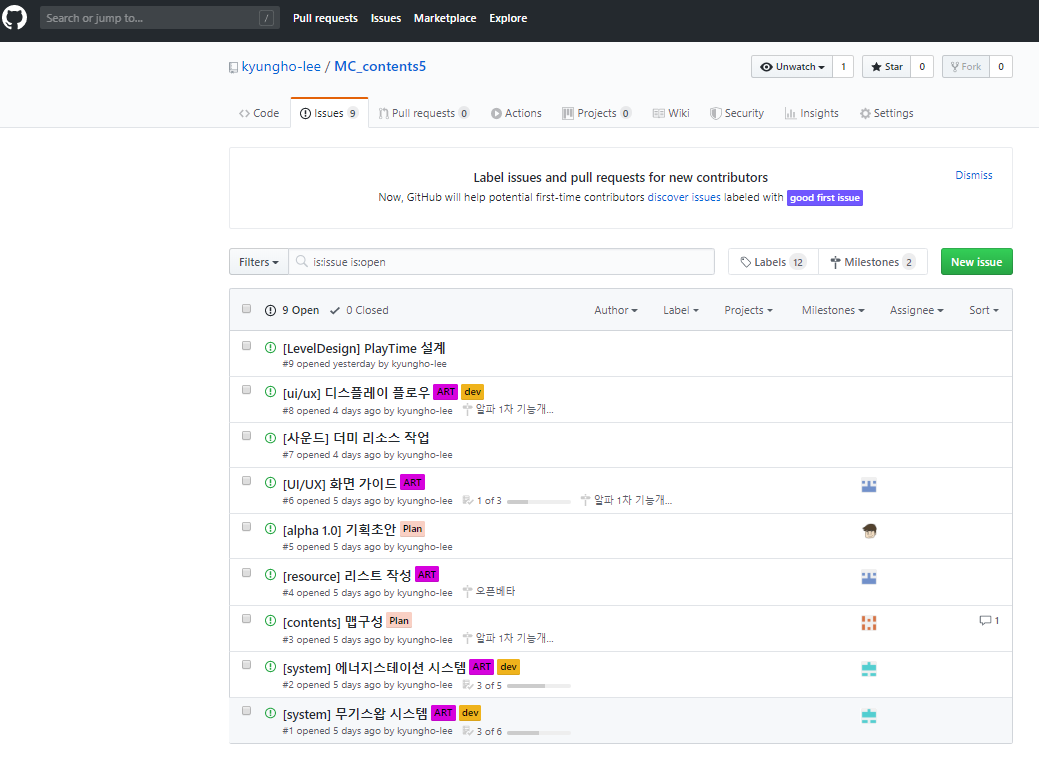 Search or jump to... / Pull requests Issues Marketplace Explore
kyungho-lee / MC_contents5 Unwatch 1 Star 0 Fork 0
Code Issues 9 Pull requests 0 Actions Projects 0 Wiki Security Insights Settings
Label issues and pull requests for new contributors Dismiss
Now, GitHub will help potential first-time contributors discover issues labeled with good first issue
Filters is:issue is:open Labels 12 Milestones 2 New issue
9 Open 0 Closed Author Label Projects Milestones Assignee Sort
[LevelDesign] PlayTime 설계
#9 opened yesterday by kyungho-lee
[ui/ux] 디스플레이 플로우 ART dev
#8 opened 4 days ago by kyungho-lee 알파 1차 기능개...
[사운드] 더미 리소스 작업
#7 opened 4 days ago by kyungho-lee
[UI/UX] 화면 가이드 ART
#6 opened 5 days ago by kyungho-lee 1 of 3 알파 1차 기능개...
[alpha 1.0] 기획초안 Plan
#5 opened 5 days ago by kyungho-lee
[resource] 리스트 작성 ART
#4 opened 5 days ago by kyungho-lee 오픈베타
[contents] 맵구성 Plan 1
#3 opened 5 days ago by kyungho-lee 알파 1차 기능개...
[system] 에너지스테이션 시스템 ART dev
#2 opened 5 days ago by kyungho-lee 3 of 5
[system] 무기스왑 시스템 ART dev
#1 opened 5 days ago by kyungho-lee 3 of 6